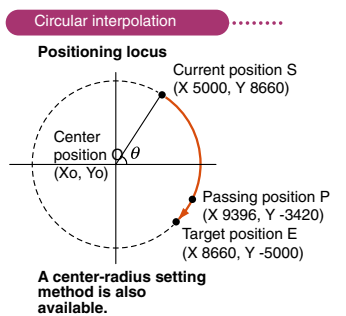 Circular interpolation
Positioning locus
Current position S
(X 5000, Y 8660)
Center
position O
θ
(Xo, Yo)
Passing position P
(X 9396, Y -3420)
Target position E
(X 8660, Y -5000)
A center-radius setting
method is also
available.